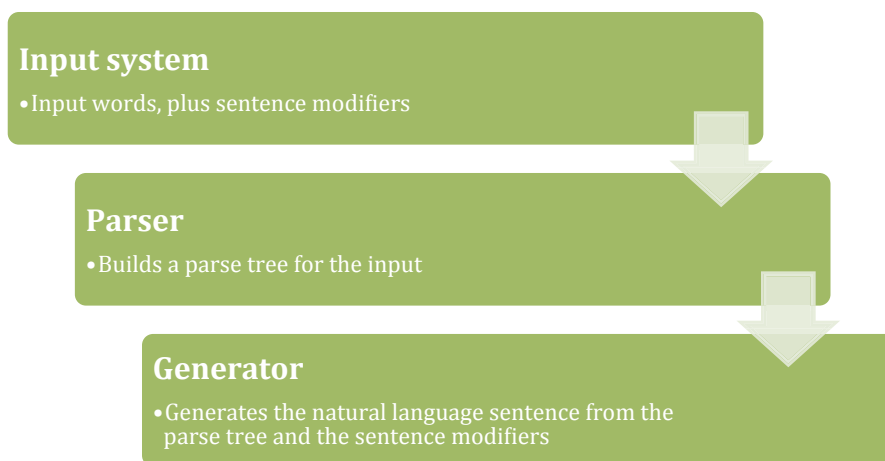 Input system
•Input words, plus sentence modifiers
Parser
•Builds a parse tree for the input
Generator
•Generates the natural language sentence from the
parse tree and the sentence modifiers